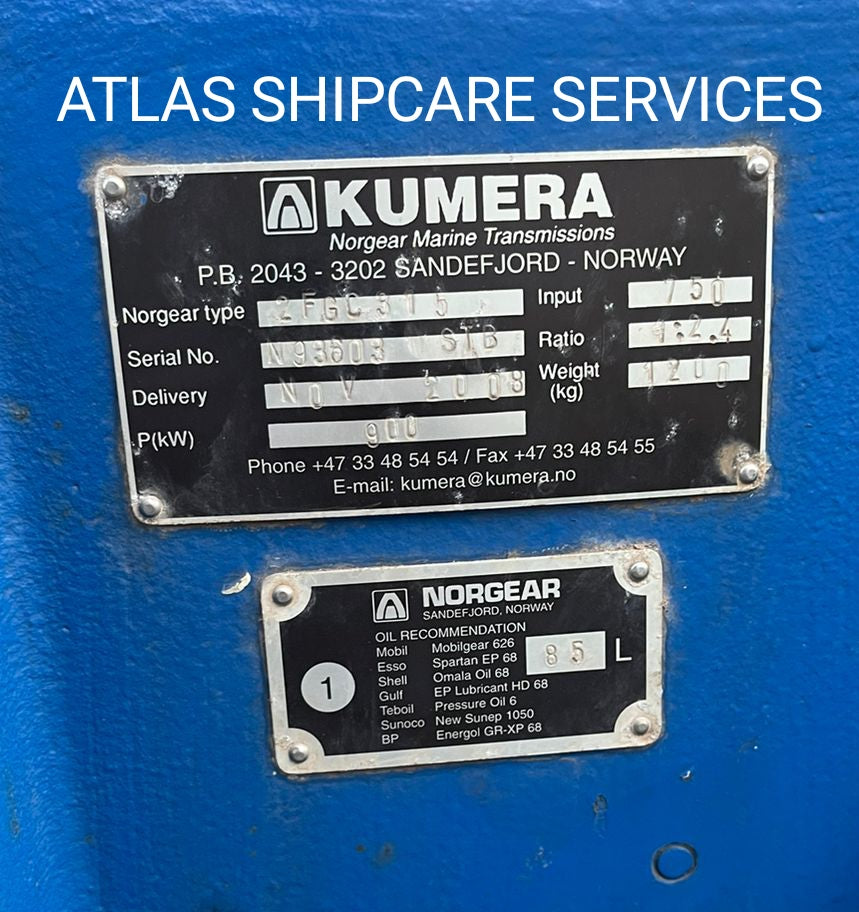 ATLAS SHIPCARE SERVICES
KUMERA
Norgear Marine Transmissions
P.B. 2043 - 3202 SANDEFJORD - NORWAY
Norgear type 2FGC315 Input 750
Serial No. N93603 STB Ratio 1:2.4
Delivery NOV 2008 Weight (kg) 1200
P(kW) 900
Phone +47 33 48 54 54 / Fax +47 33 48 54 55
E-mail: kumera@kumera.no
NORGEAR
SANDEFJORD, NORWAY
OIL RECOMMENDATION
Mobil Mobilgear 626
Esso Spartan EP 68 85 L
Shell Omala Oil 68
1 Gulf EP Lubricant HD 68
Teboil Pressure Oil 6
Sunoco New Sunep 1050
BP Energol GR-XP 68